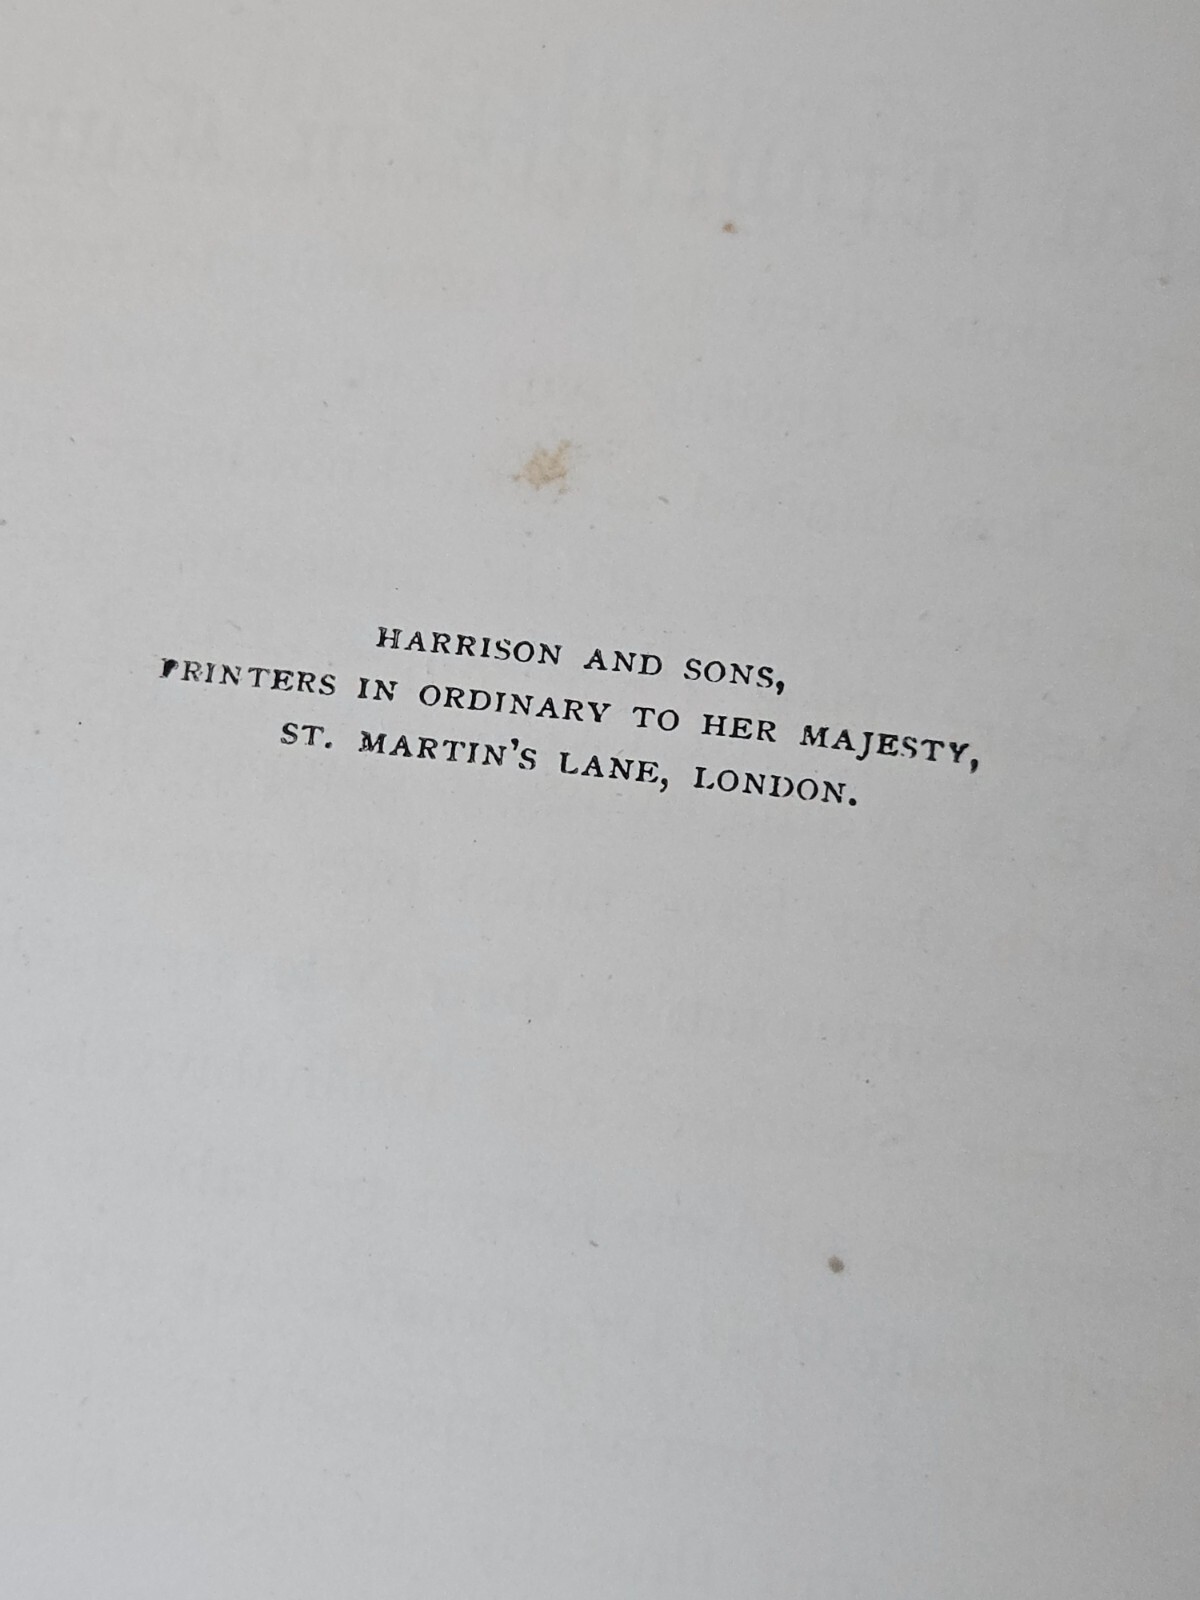 HARRISON AND SONS,
PRINTERS IN ORDINARY TO HER MAJESTY,
ST. MARTIN'S LANE, LONDON.